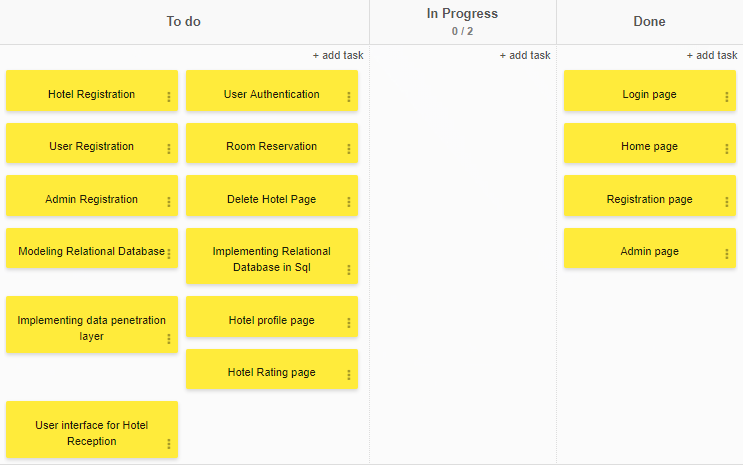 To do
In Progress
0 / 2
Done
+ add task
+ add task
+ add task
Hotel Registration
User Authentication
User Registration
Room Reservation
Admin Registration
Delete Hotel Page
Modeling Relational Database
Implementing Relational
Database in Sql
Implementing data penetration
layer
Hotel profile page
Hotel Rating page
User interface for Hotel
Reception
Login page
Home page
Registration page
Admin page